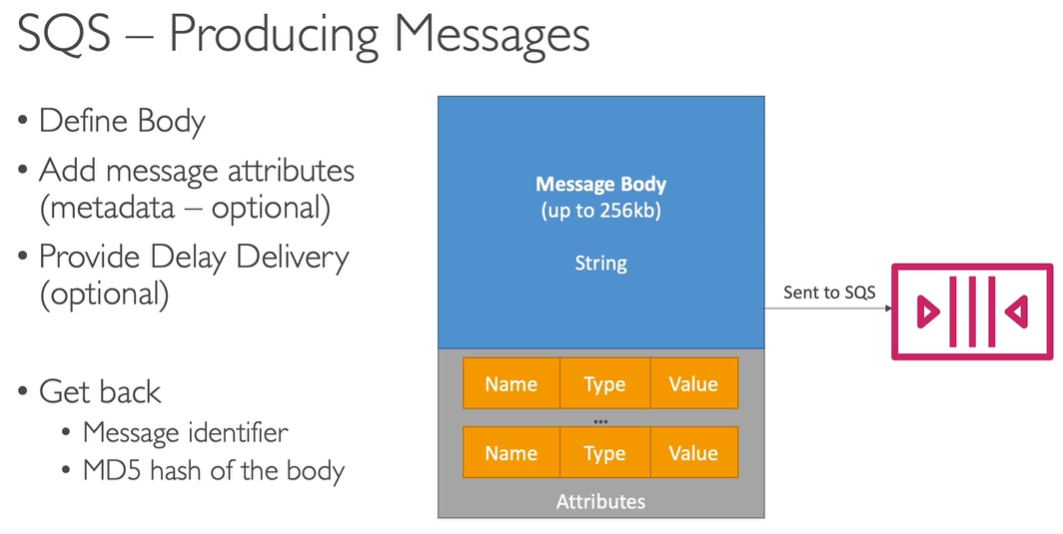 SQS – Producing Messages
• Define Body
• Add message attributes
(metadata – optional)
• Provide Delay Delivery
(optional)
• Get back
• Message identifier
• MD5 hash of the body
Message Body
(up to 256kb)
String
Name Type Value
...
Name Type Value
Attributes
Sent to SQS